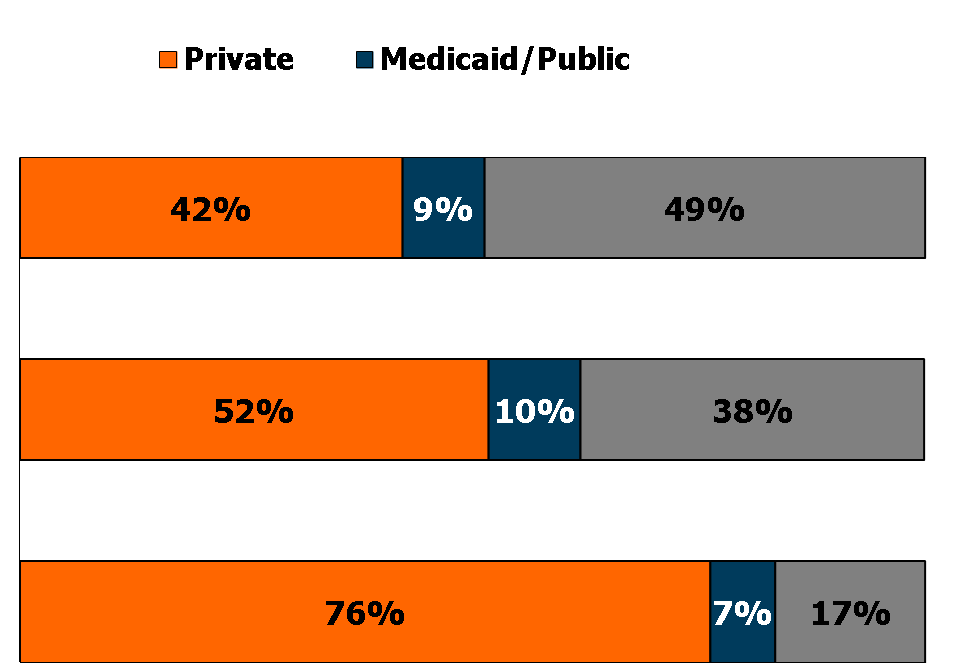 Private Medicaid/Public
42% 9% 49%
52% 10% 38%
76% 7% 17%